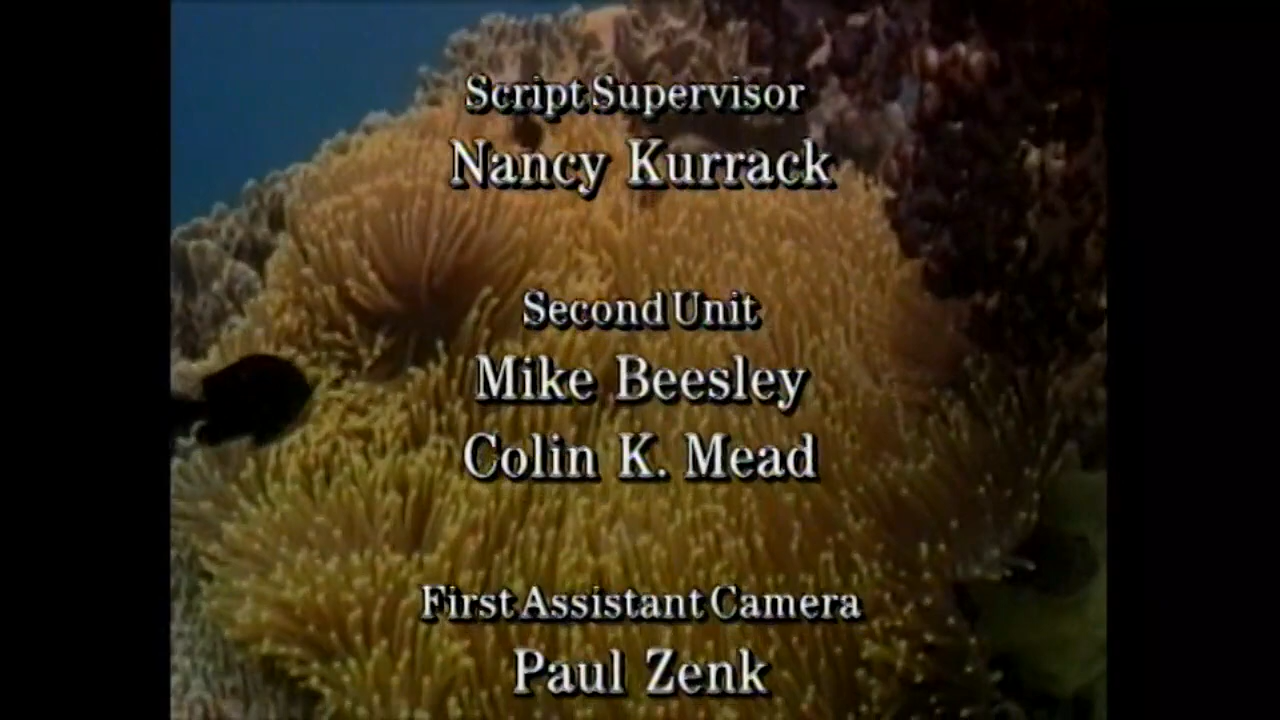 Script Supervisor
Nancy Kurrack
Second Unit
Mike Beesley
Colin K. Mead
First Assistant Camera
Paul Zenk